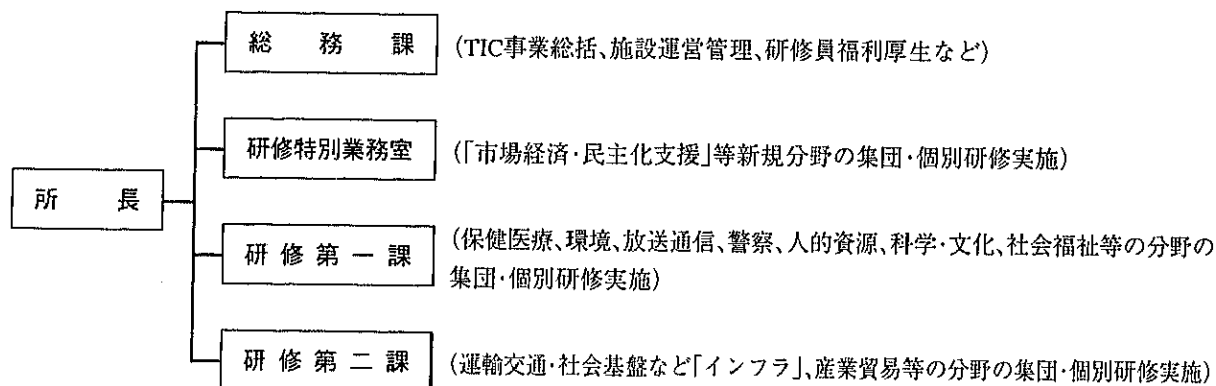 総務課 (TIC事業総括、施設運営管理、研修員福利厚生など)
研修特別業務室 (「市場経済・民主化支援」等新規分野の集団・個別研修実施)
所長
研修第一課 (保健医療、環境、放送通信、警察、人的資源、科学・文化、社会福祉等の分野の
集団・個別研修実施)
研修第二課 (運輸交通・社会基盤など「インフラ」、産業貿易等の分野の集団・個別研修実施)